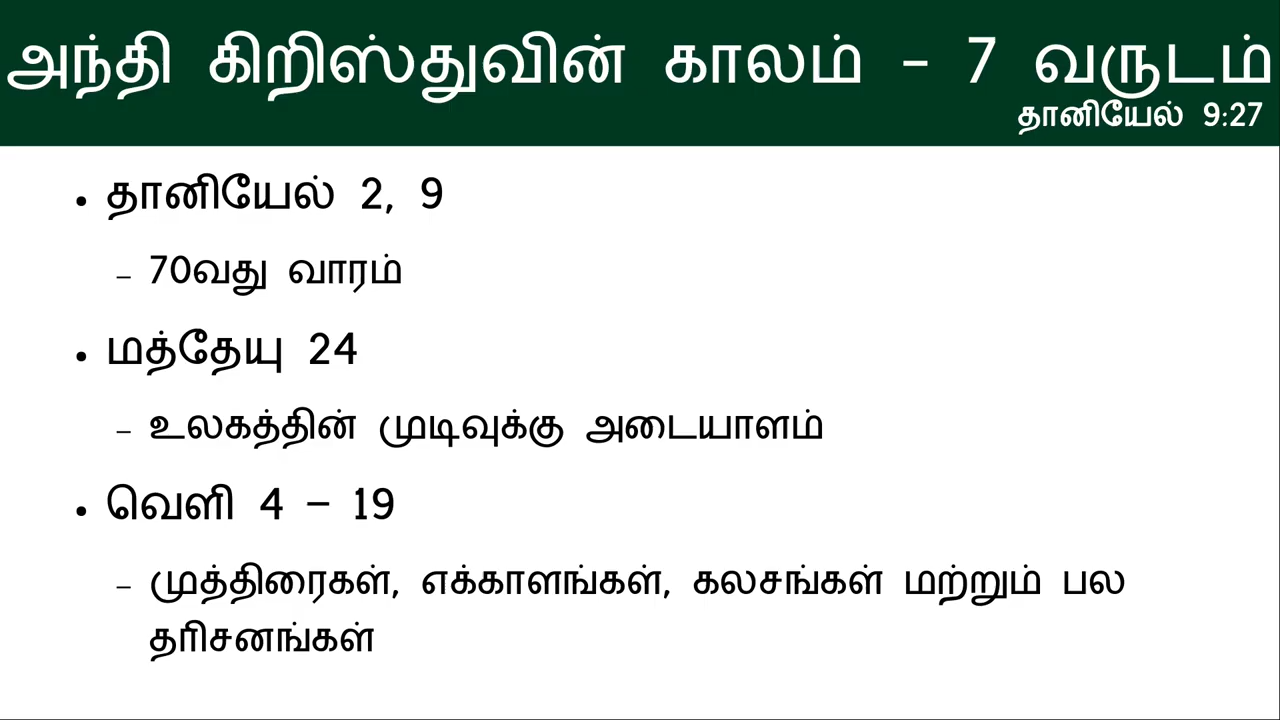 அந்தி கிறிஸ்துவின் காலம் - 7 வருடம்
தானியேல் 9:27
• தானியேல் 2, 9
– 70வது வாரம்
• மத்தேயு 24
– உலகத்தின் முடிவுக்கு அடையாளம்
• வெளி 4 – 19
– முத்திரைகள், எக்காளங்கள், கலசங்கள் மற்றும் பல
தரிசனங்கள்